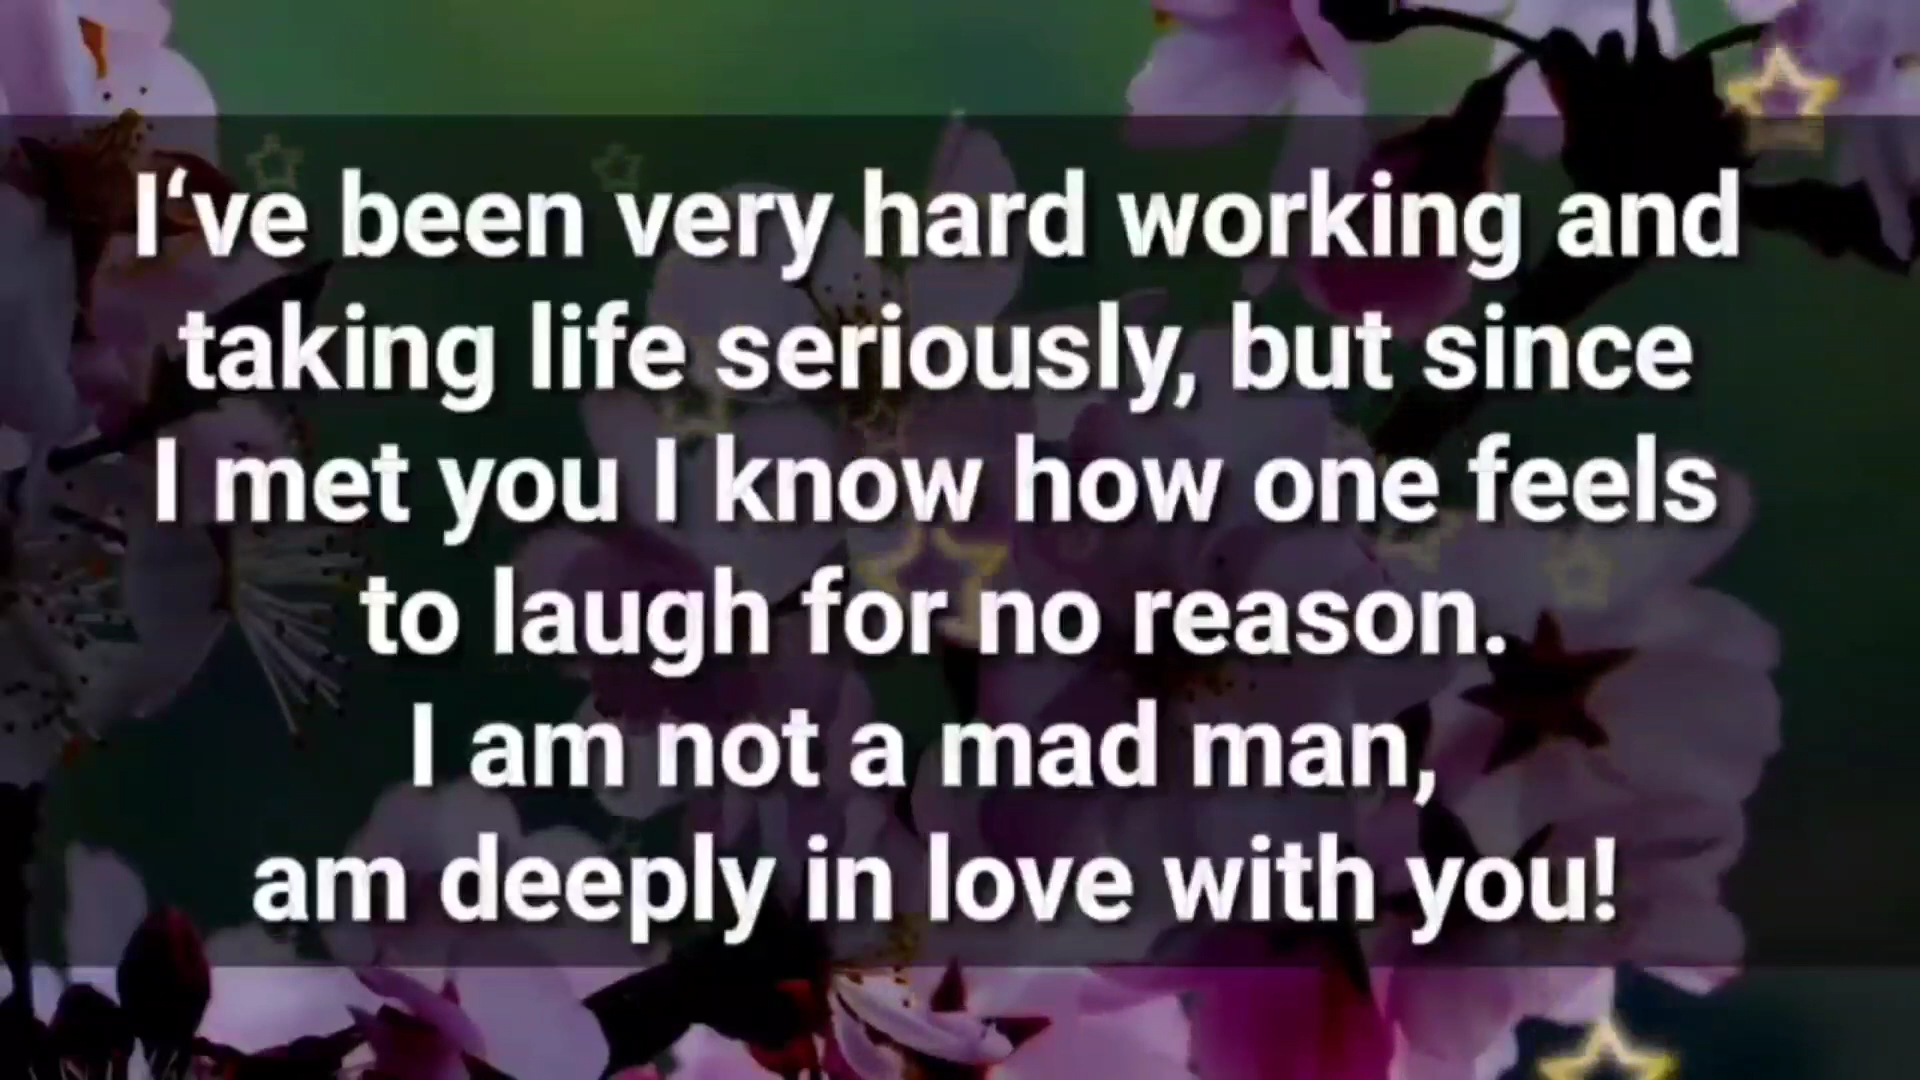 I‘ve been very hard working and
taking life seriously, but since
I met you I know how one feels
to laugh for no reason.
I am not a mad man,
am deeply in love with you!